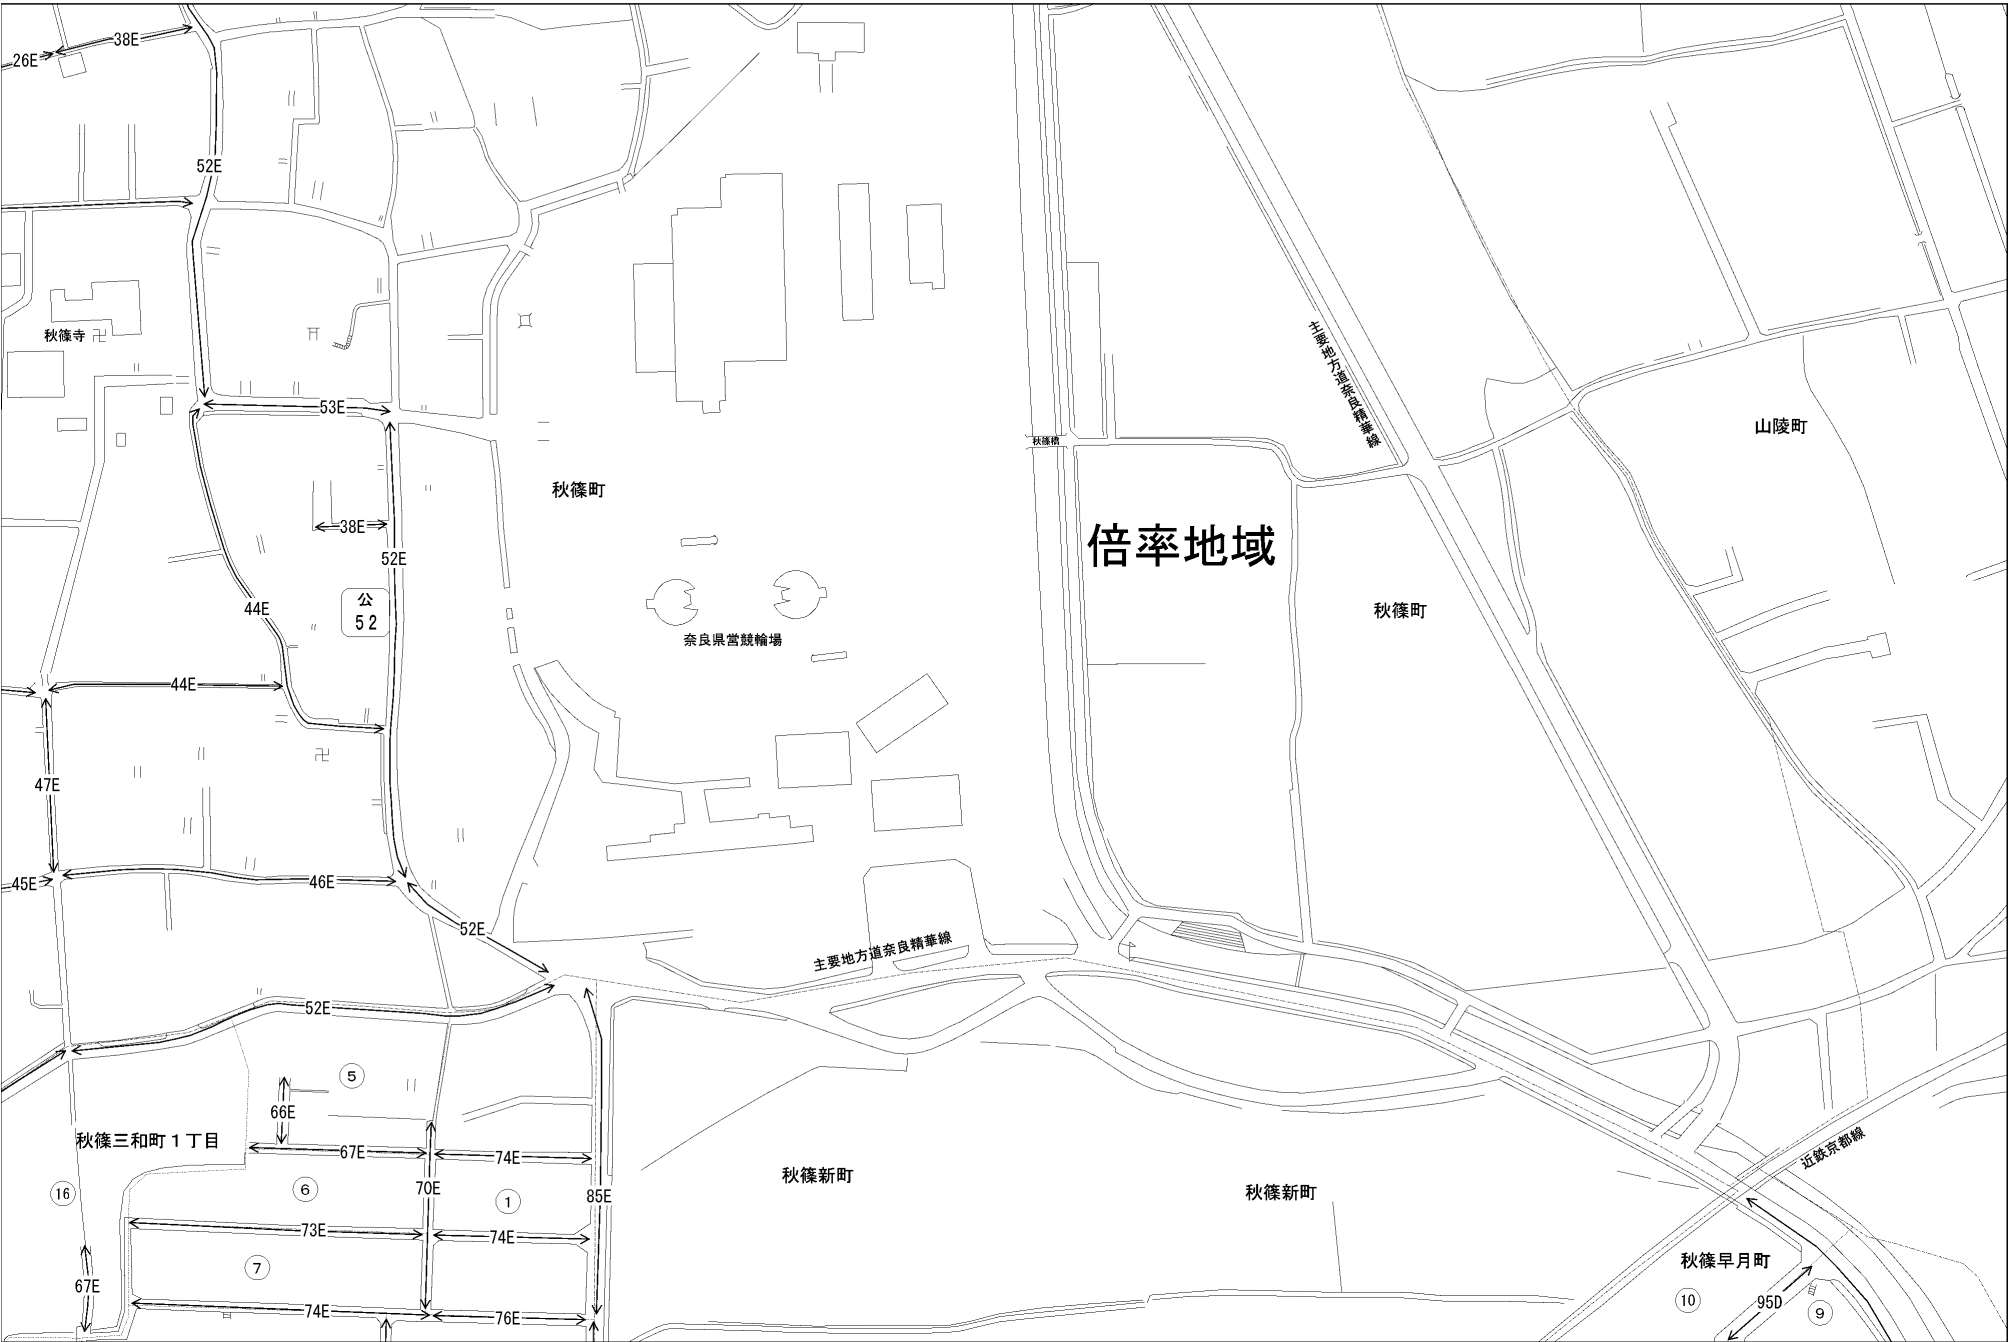 38E
26E
52E
秋篠寺
53E
主要地方道奈良精華線
山陵町
秋篠橋
秋篠町
38E
52E
倍率地域
44E
公
52
秋篠町
奈良県営競輪場
44E
47E
45E
46E
52E
主要地方道奈良精華線
52E
5
66E
秋篠三和町1丁目
67E
74E
近鉄京都線
16
6
70E
1
85E
秋篠新町
秋篠新町
73E
74E
7
秋篠早月町
67E
74E
76E
10
95D
9